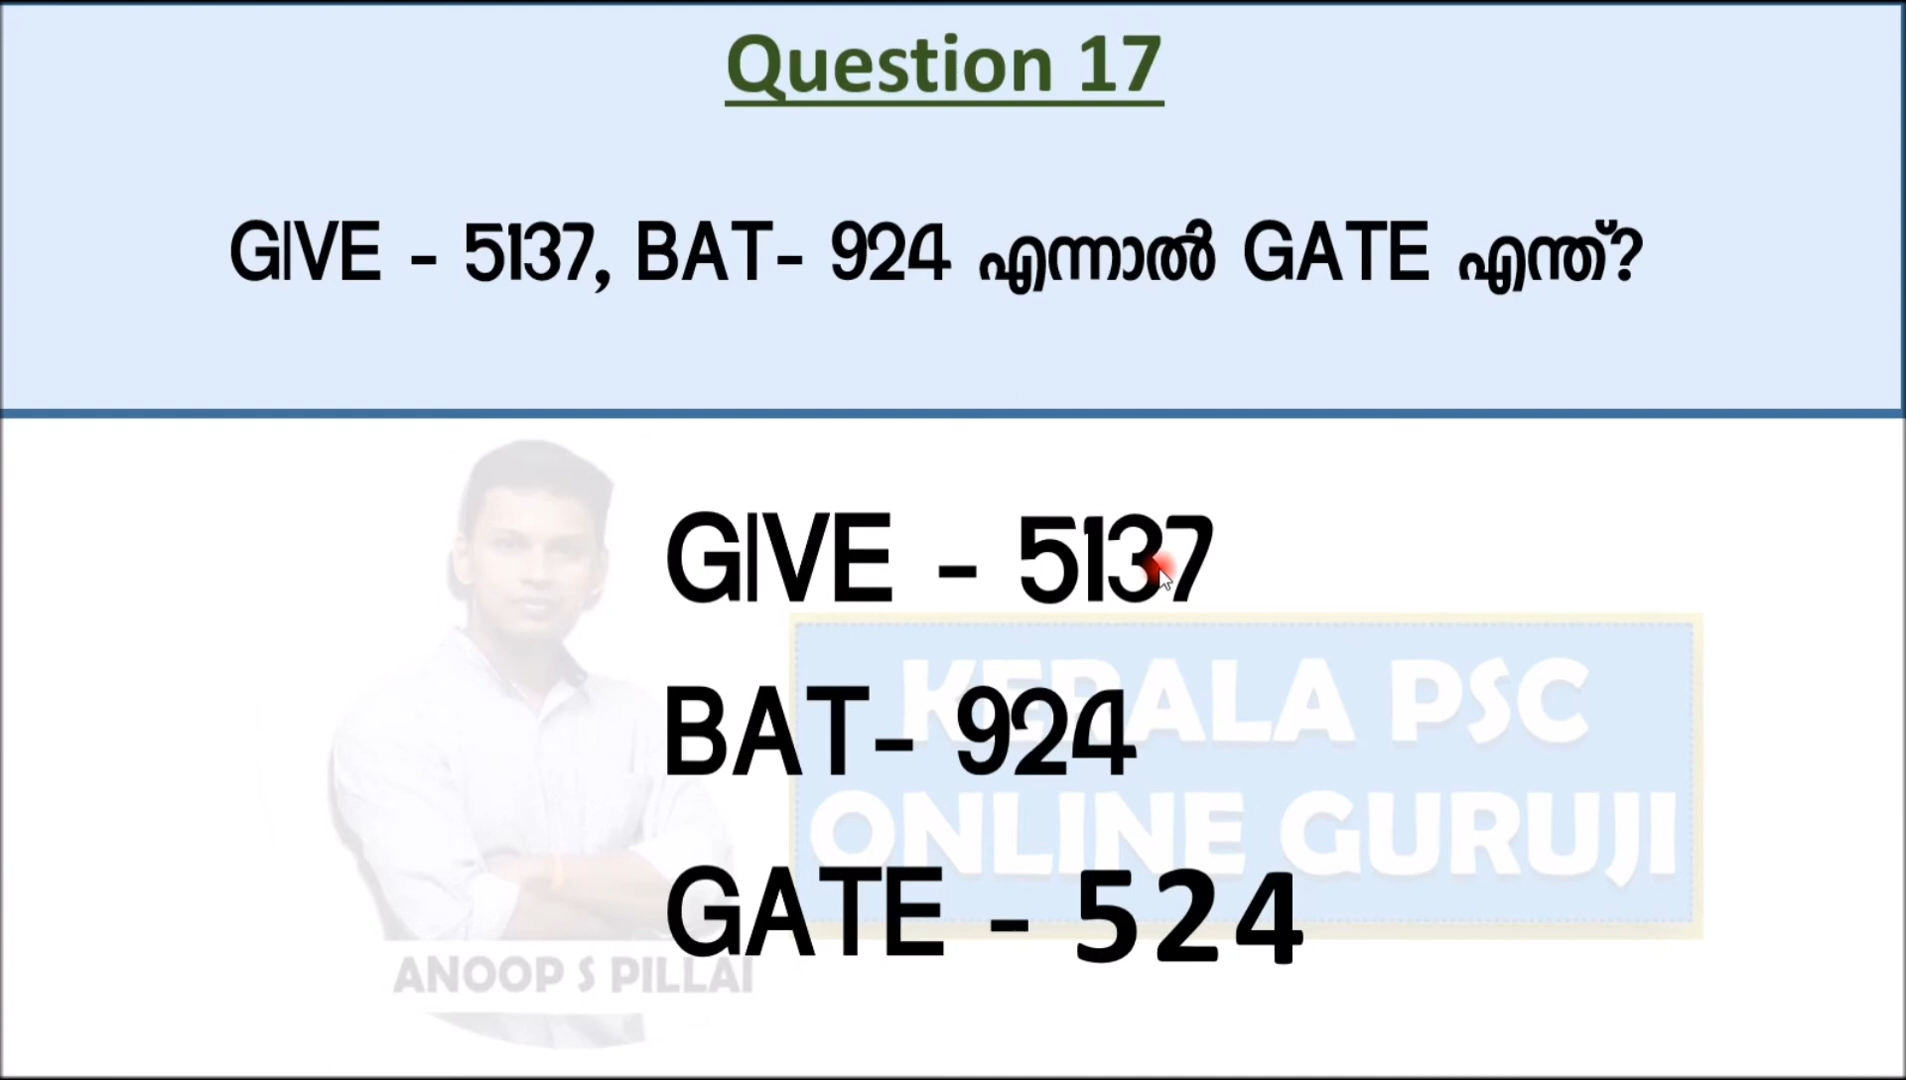 Question 17
GIVE - 5137, BAT- 924 എന്നാൽ GATE എന്ത്?
GIVE - 5137
BAT- 924
KERALA PSC
ONLINE GURUJI
GATE - 524
ANOOP S PILLAI